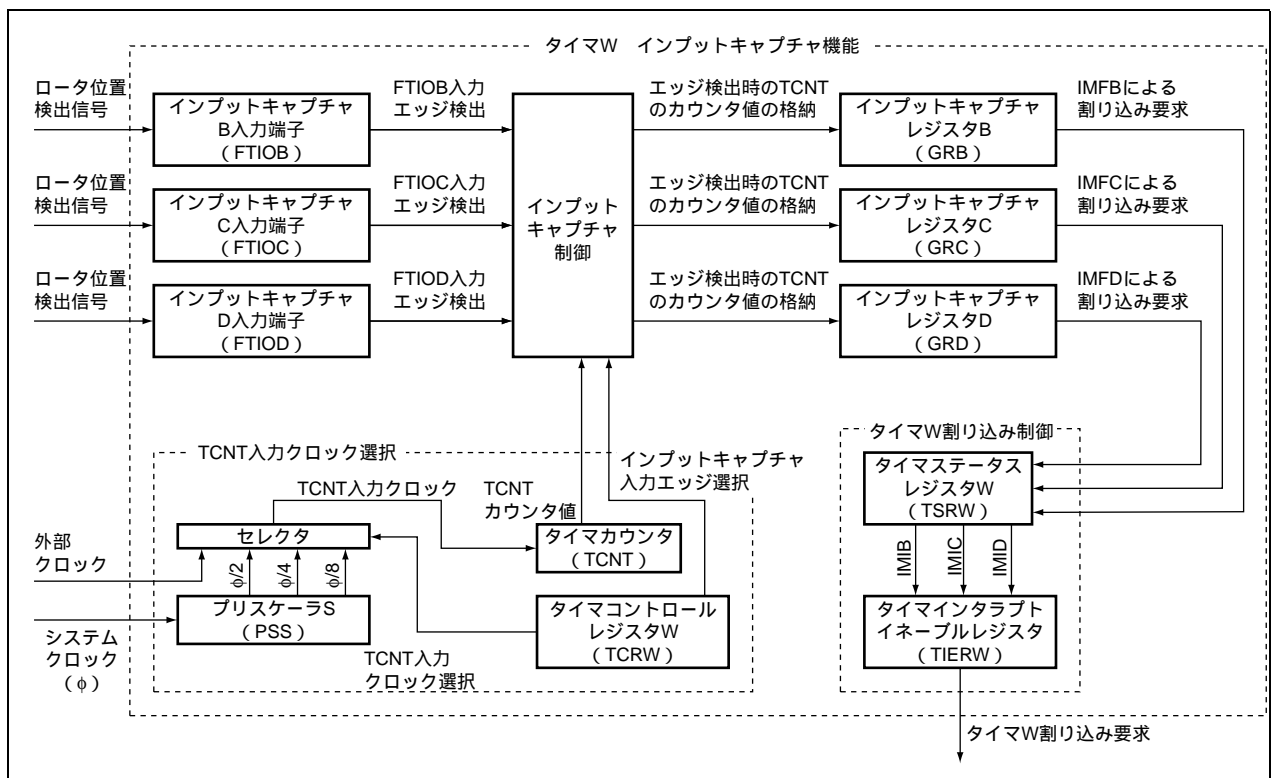 タイマW　インプットキャプチャ機能
ロータ位置
検出信号
インプットキャプチャ
B入力端子
（FTIOB）
FTIOB入力
エッジ検出
エッジ検出時のTCNT
のカウンタ値の格納
インプットキャプチャ
レジスタB
（GRB）
IMFBによる
割り込み要求
ロータ位置
検出信号
インプットキャプチャ
C入力端子
（FTIOC）
FTIOC入力
エッジ検出
インプット
キャプチャ
制御
エッジ検出時のTCNT
のカウンタ値の格納
インプットキャプチャ
レジスタC
（GRC）
IMFCによる
割り込み要求
ロータ位置
検出信号
インプットキャプチャ
D入力端子
（FTIOD）
FTIOD入力
エッジ検出
エッジ検出時のTCNT
のカウンタ値の格納
インプットキャプチャ
レジスタD
（GRD）
IMFDによる
割り込み要求
TCNT入力クロック選択
インプットキャプチャ
入力エッジ選択
TCNT入力クロック
TCNT
カウンタ値
セレクタ
タイマカウンタ
（TCNT）
外部
クロック
φ/2
φ/4
φ/8
プリスケーラS
（PSS）
タイマコントロール
レジスタW
（TCRW）
システム
クロック
（φ）
TCNT入力
クロック選択
タイマW割り込み制御
タイマステータス
レジスタW
（TSRW）
IMIB
IMIC
IMID
タイマインタラプト
イネーブルレジスタ
（TIERW）
タイマW割り込み要求